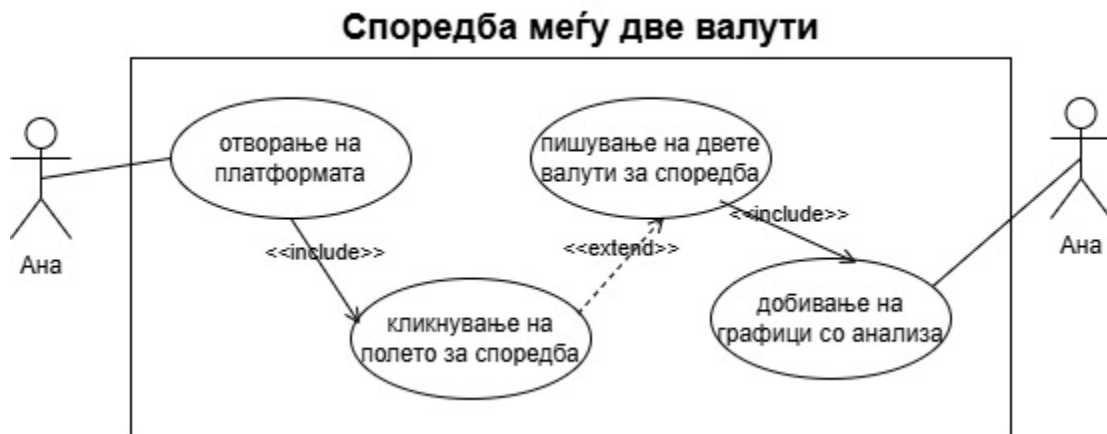 Споредба меѓу две валути
Ана
отворање на
платформата
<<include>>
кликнување на
полето за споредба
<<extend>>
пишување на двете
валути за споредба
<<include>>
добивање на
графици со анализа
Ана